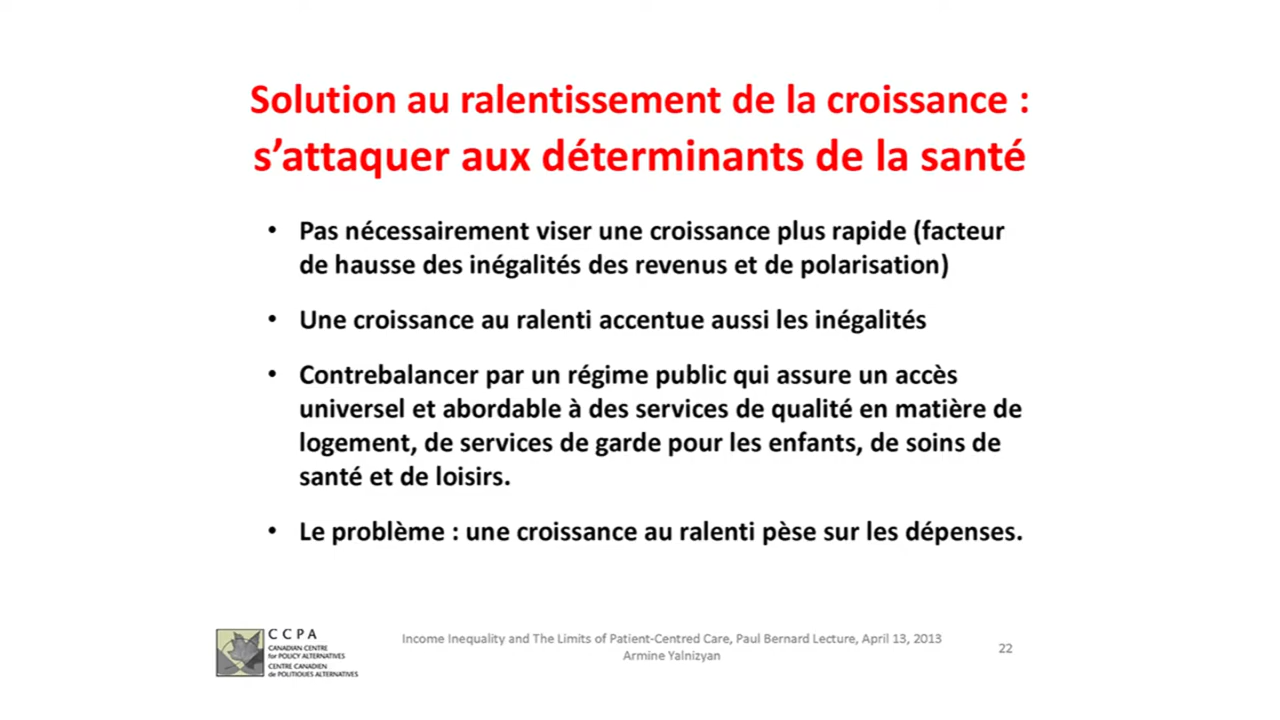 Solution au ralentissement de la croissance :
s'attaquer aux déterminants de la santé
• Pas nécessairement viser une croissance plus rapide (facteur
de hausse des inégalités des revenus et de polarisation)
• Une croissance au ralenti accentue aussi les inégalités
• Contrebalancer par un régime public qui assure un accès
universel et abordable à des services de qualité en matière de
logement, de services de garde pour les enfants, de soins de
santé et de loisirs.
• Le problème : une croissance au ralenti pèse sur les dépenses.
CCPA
CANADIAN CENTRE
for POLICY ALTERNATIVES
CENTRE CANADIEN
de POLITIQUES ALTERNATIVES
Income Inequality and The Limits of Patient-Centred Care, Paul Bernard Lecture, April 13, 2013
Armine Yalnizyan
22